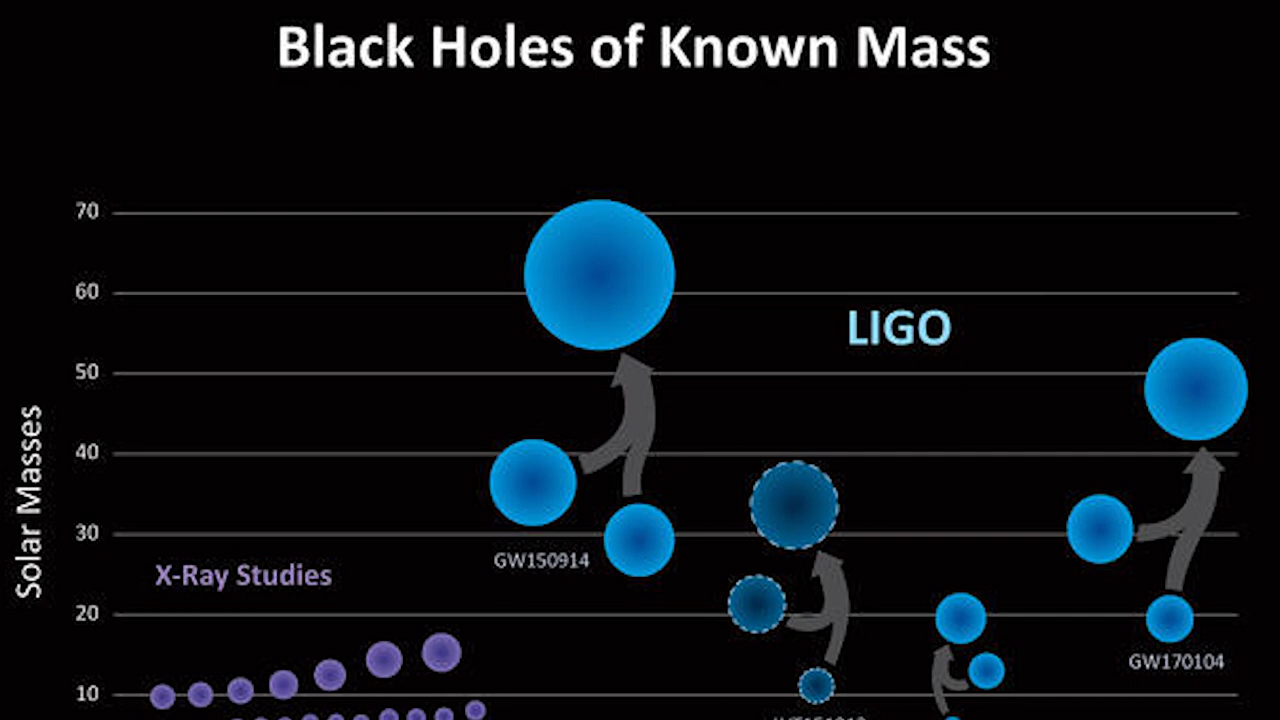 Black Holes of Known Mass
70
60
LIGO
50
40
Solar Masses
30
GW150914
X-Ray Studies
20
GW170104
10